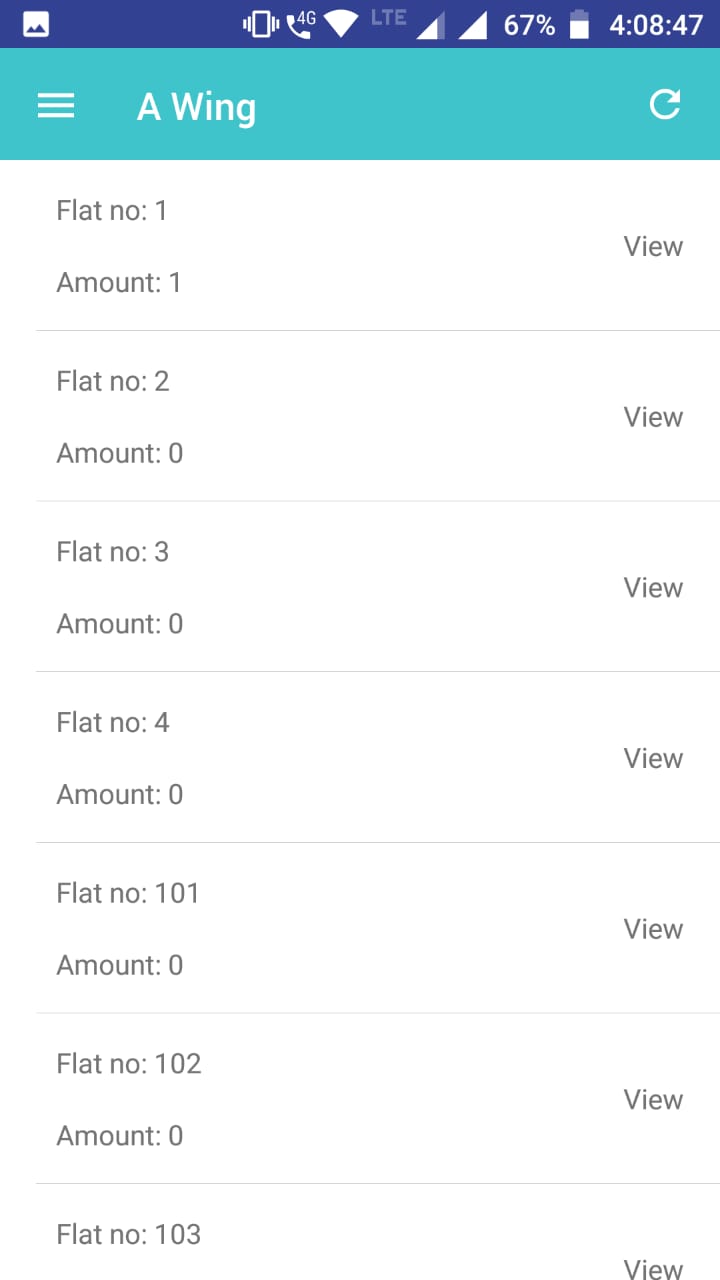 4G LTE 67% 4:08:47
A Wing
Flat no: 1
View
Amount: 1
Flat no: 2
View
Amount: 0
Flat no: 3
View
Amount: 0
Flat no: 4
View
Amount: 0
Flat no: 101
View
Amount: 0
Flat no: 102
View
Amount: 0
Flat no: 103
View